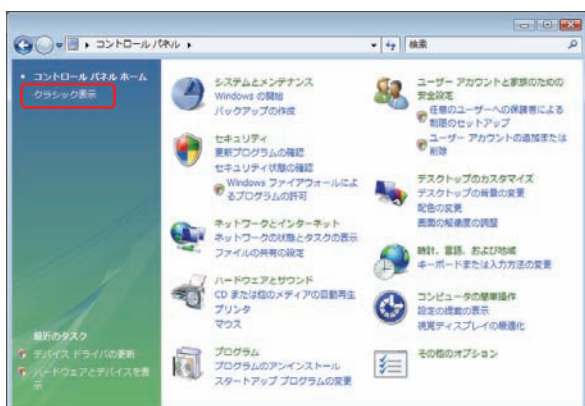 コントロール パネル
検索
コントロール パネル ホーム
クラシック表示
最近のタスク
デバイス ドライバの更新
ハードウェアとデバイスを表
示
システムとメンテナンス
Windows の開始
バックアップの作成
セキュリティ
更新プログラムの確認
セキュリティ状態の確認
Windows ファイアウォールによ
るプログラムの許可
ネットワークとインターネット
ネットワークの状態とタスクの表示
ファイルの共有の設定
ハードウェアとサウンド
CD または他のメディアの自動再生
プリンタ
マウス
プログラム
プログラムのアンインストール
スタートアップ プログラムの変更
ユーザー アカウントと家族のための
安全設定
任意のユーザーへの保護者による
制限のセットアップ
ユーザー アカウントの追加または
削除
デスクトップのカスタマイズ
デスクトップの背景の変更
配色の変更
画面の解像度の調整
時計、言語、および地域
キーボードまたは入力方法の変更
コンピュータの簡単操作
設定の提案の表示
視覚ディスプレイの最適化
その他のオプション